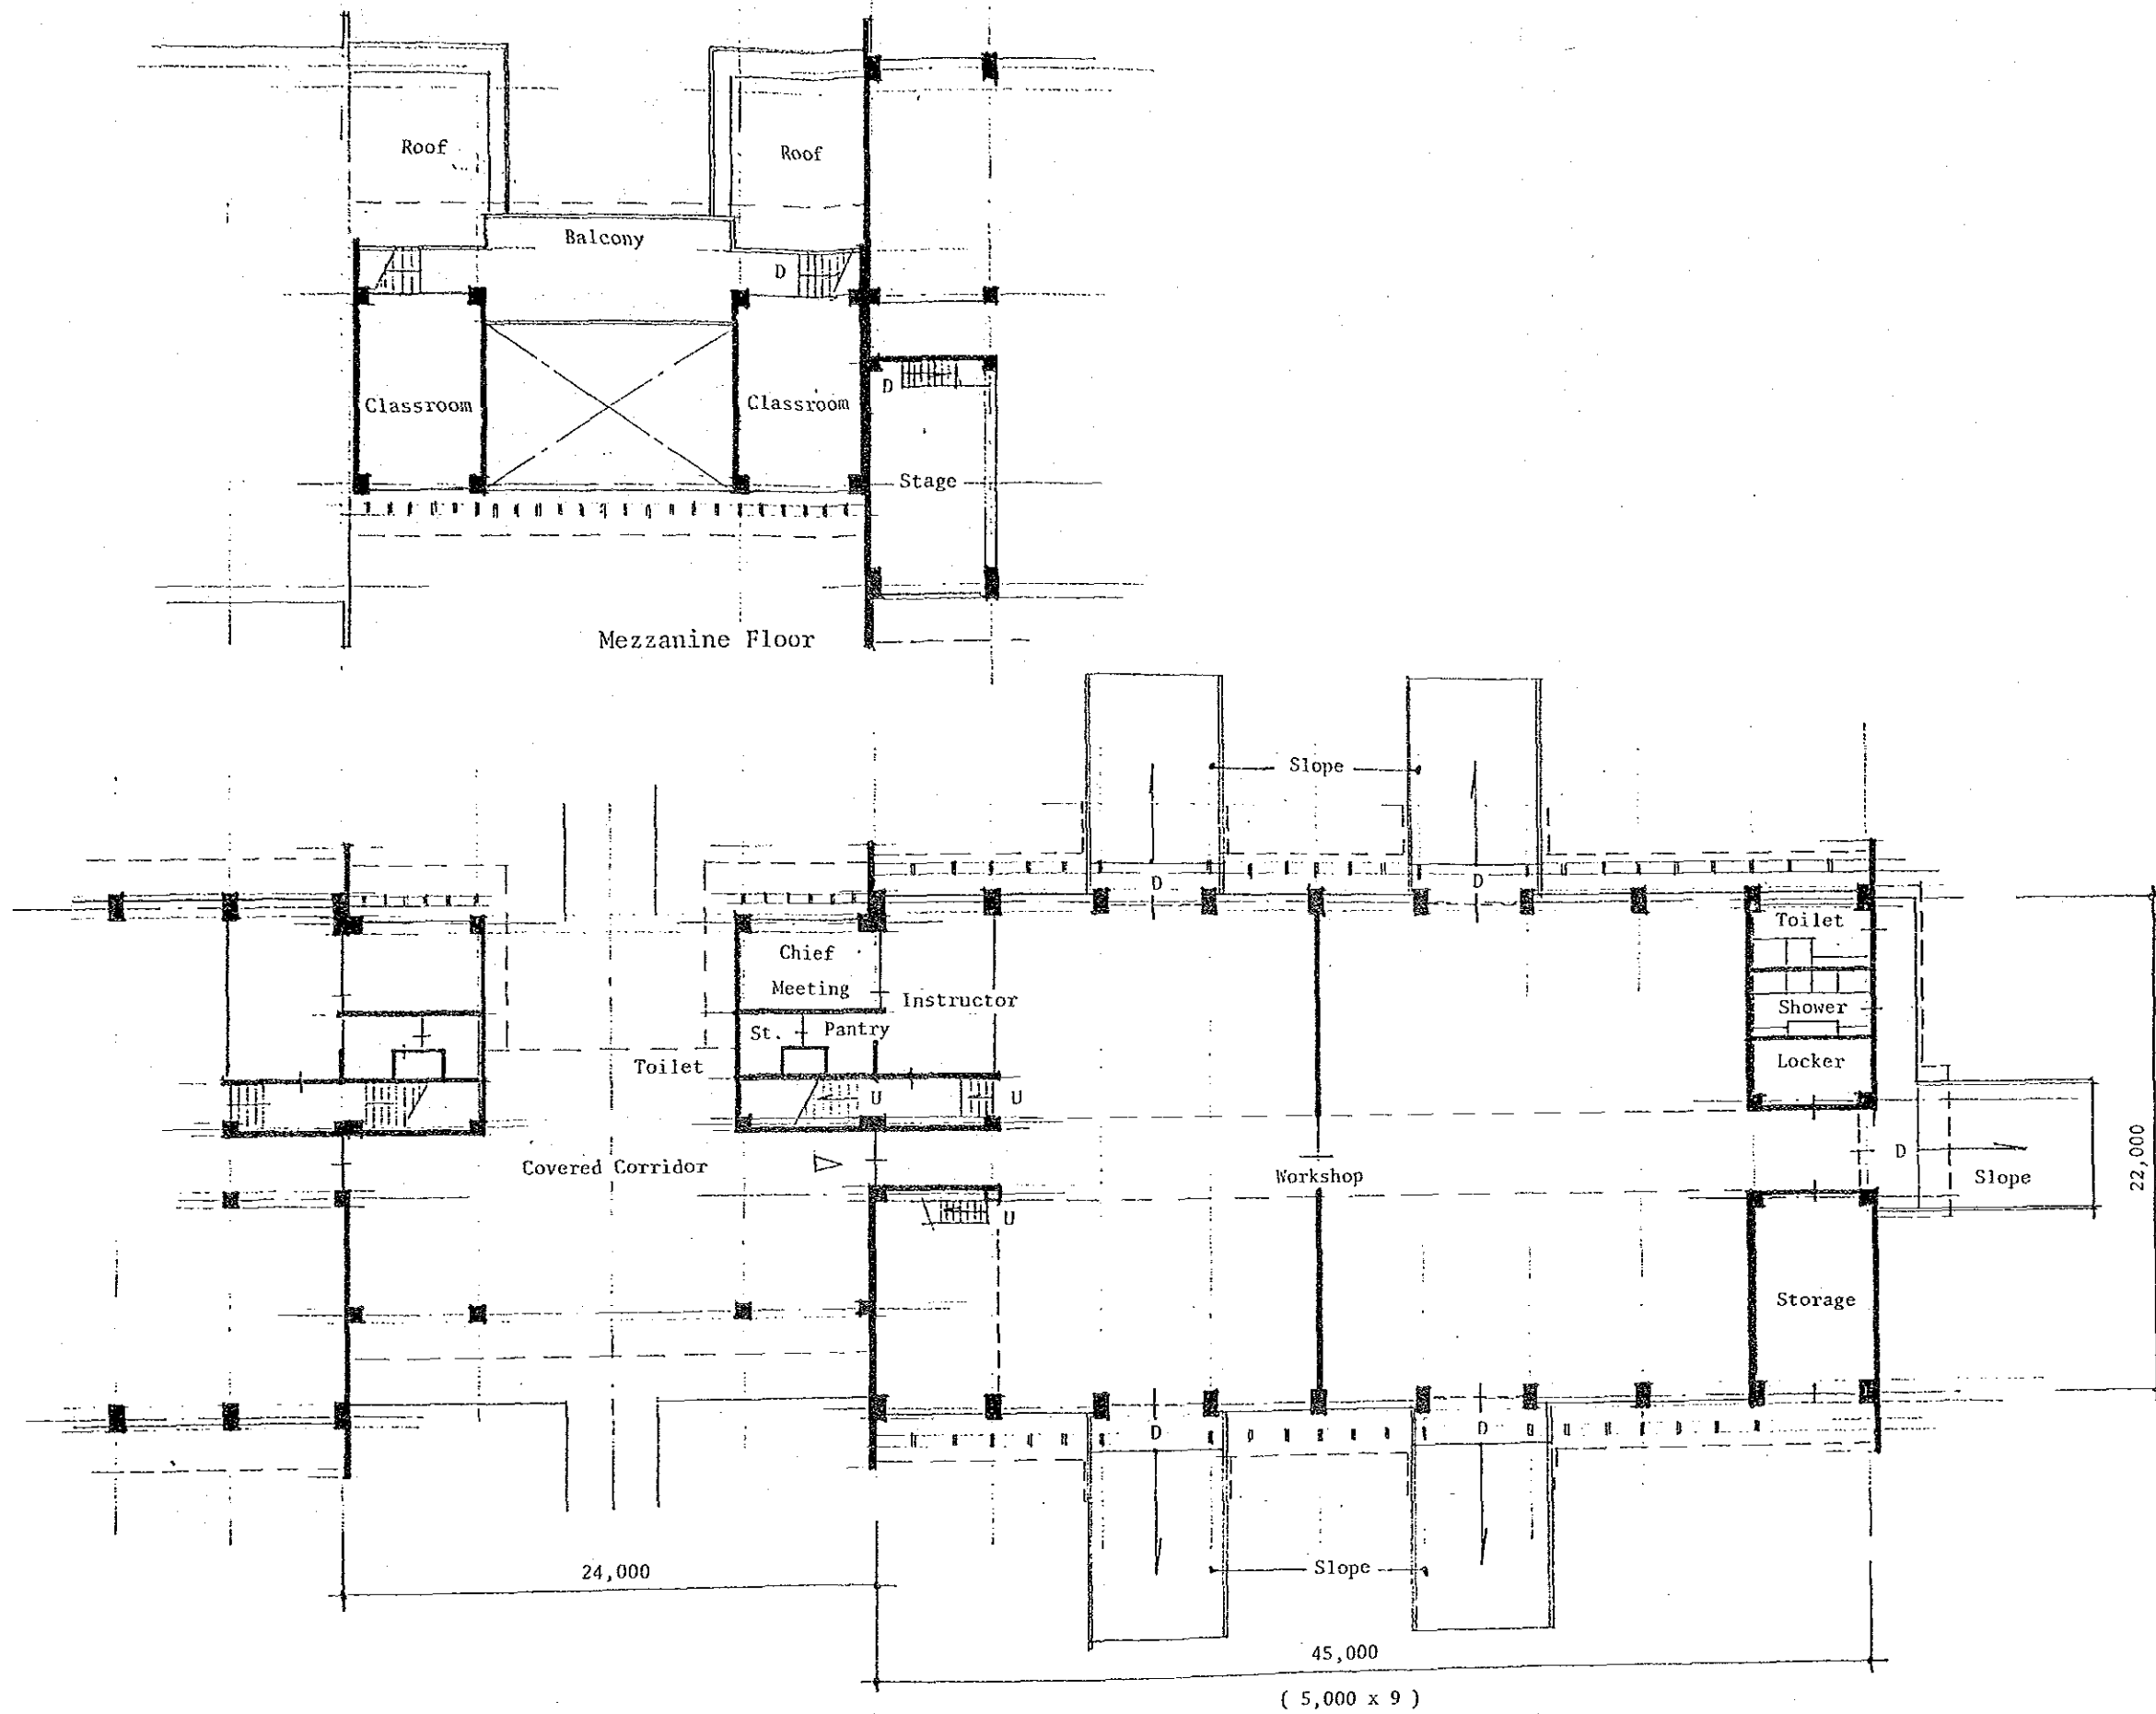 Roof
Roof
Balcony
D
Classroom
Classroom
D
Stage
Mezzanine Floor
Slope
D
D
Toilet
Chief
Meeting
Instructor
Shower
St.
Pantry
Toilet
Locker
U
U
Covered Corridor
Workshop
D
Slope
22,000
U
Storage
D
D
Slope
24,000
45,000
( 5,000 x 9 )